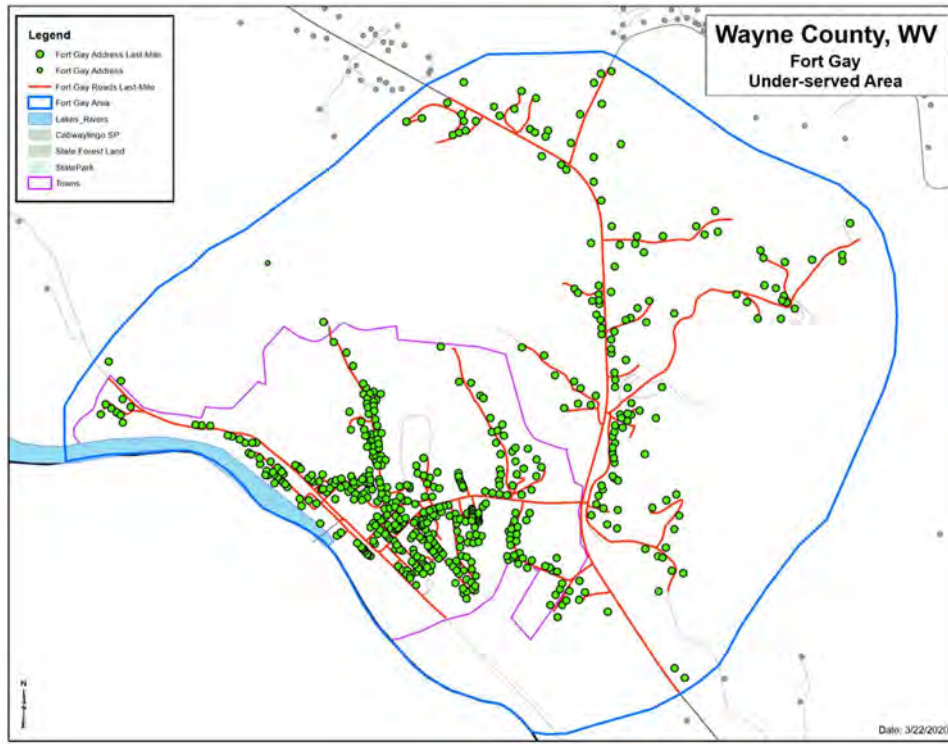 Wayne County, WV
Fort Gay
Under-served Area
Legend
Fort Gay Address Last-Mile
Fort Gay Address
Fort Gay Roads Last-Mile
Fort Gay Area
Lakes_Rivers
Cabwaylingo SP
State Forest Land
StatePark
Towns
N
Date: 3/22/2020